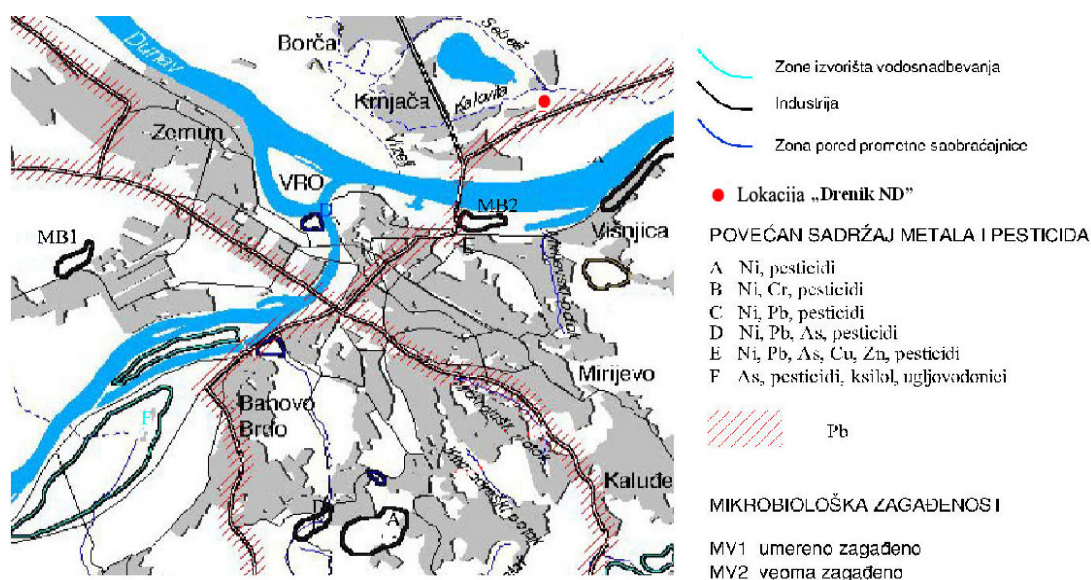 Dunav
Borča
Sebeš
Krnjača
Kalovita
Vizelj
Zemun
VRO
D
A
MB2
MB1
E
Višnjica
Mirijevo
F
Banovo
Brdo
D
A
Kaluđe
Zone izvorišta vodosnadbevanja
Industrija
Zona pored prometne saobraćajnice
Lokacija „Drenik ND”
POVEĆAN SADRŽAJ METALA I PESTICIDA
A Ni, pesticidi
B Ni, Cr, pesticidi
C Ni, Pb, pesticidi
D Ni, Pb, As, pesticidi
E Ni, Pb, As, Cu, Zn, pesticidi
F As, pesticidi, ksilol, ugljovodonici
Pb
MIKROBIOLOŠKA ZAGAĐENOST
MV1 umereno zagađeno
MV2 veoma zagađeno